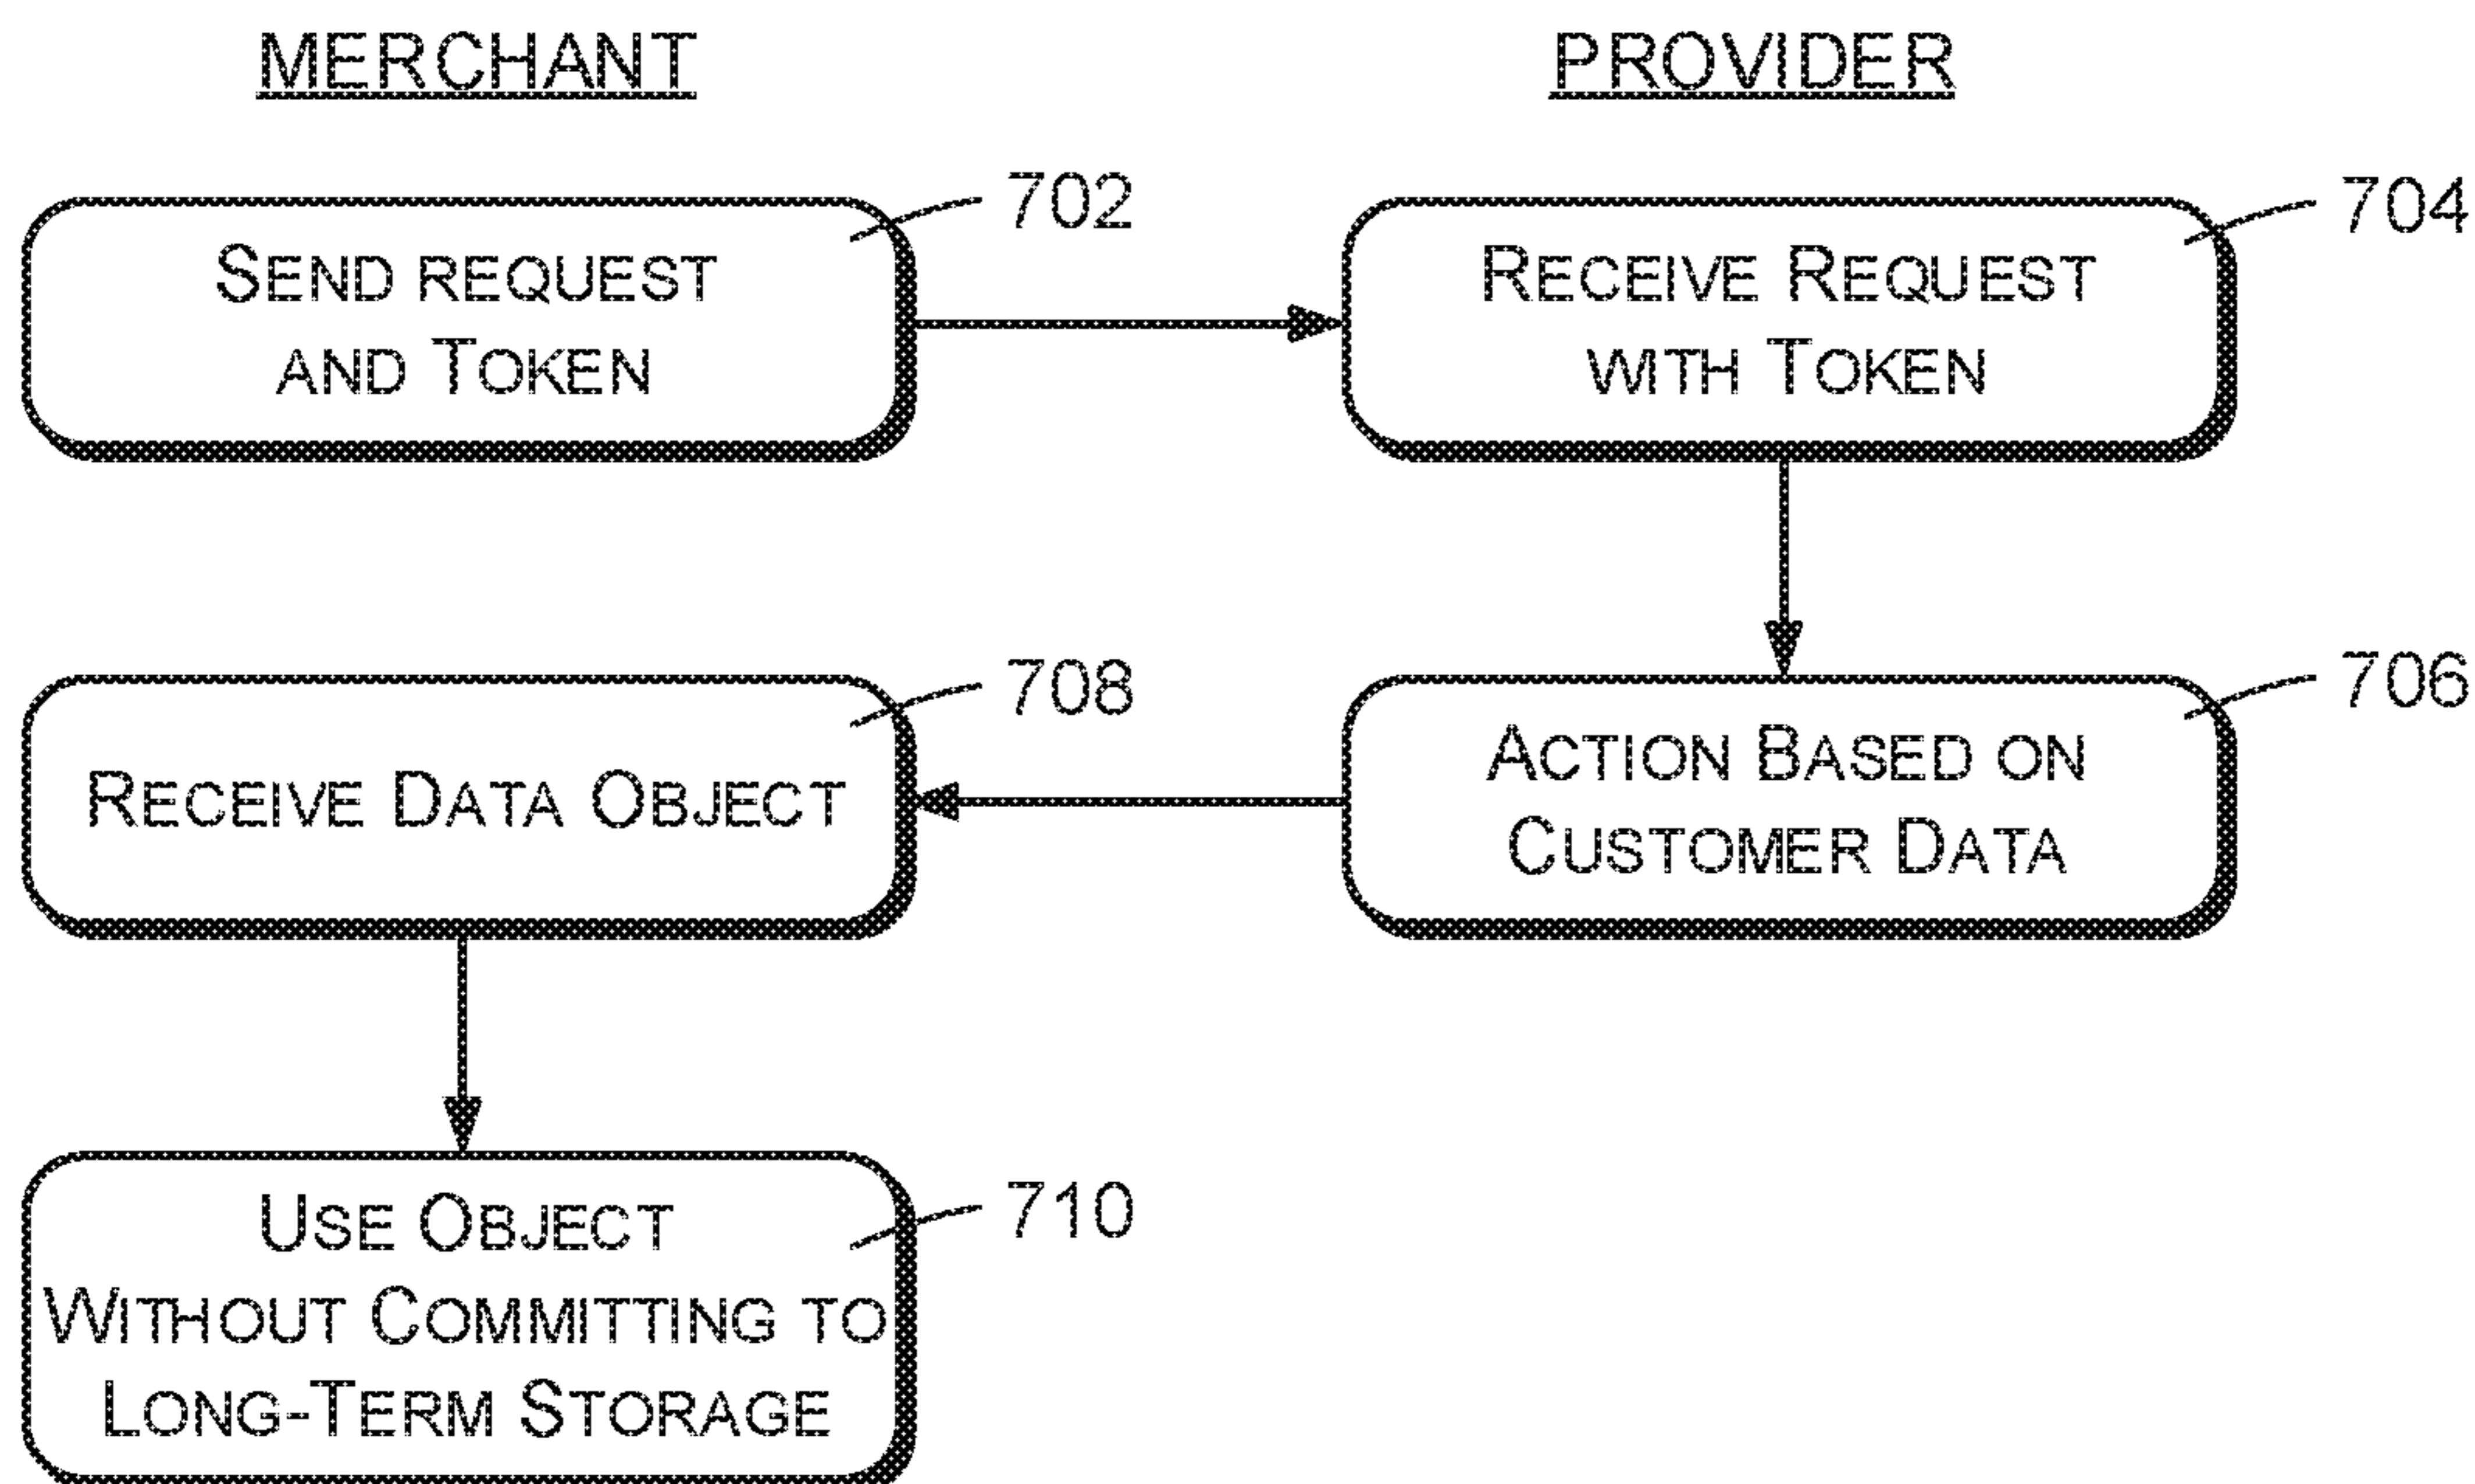 MERCHANT
PROVIDER
702
SEND REQUEST
AND TOKEN
704
RECEIVE REQUEST
WITH TOKEN
708
RECEIVE DATA OBJECT
706
ACTION BASED ON
CUSTOMER DATA
710
USE OBJECT
WITHOUT COMMITTING TO
LONG-TERM STORAGE